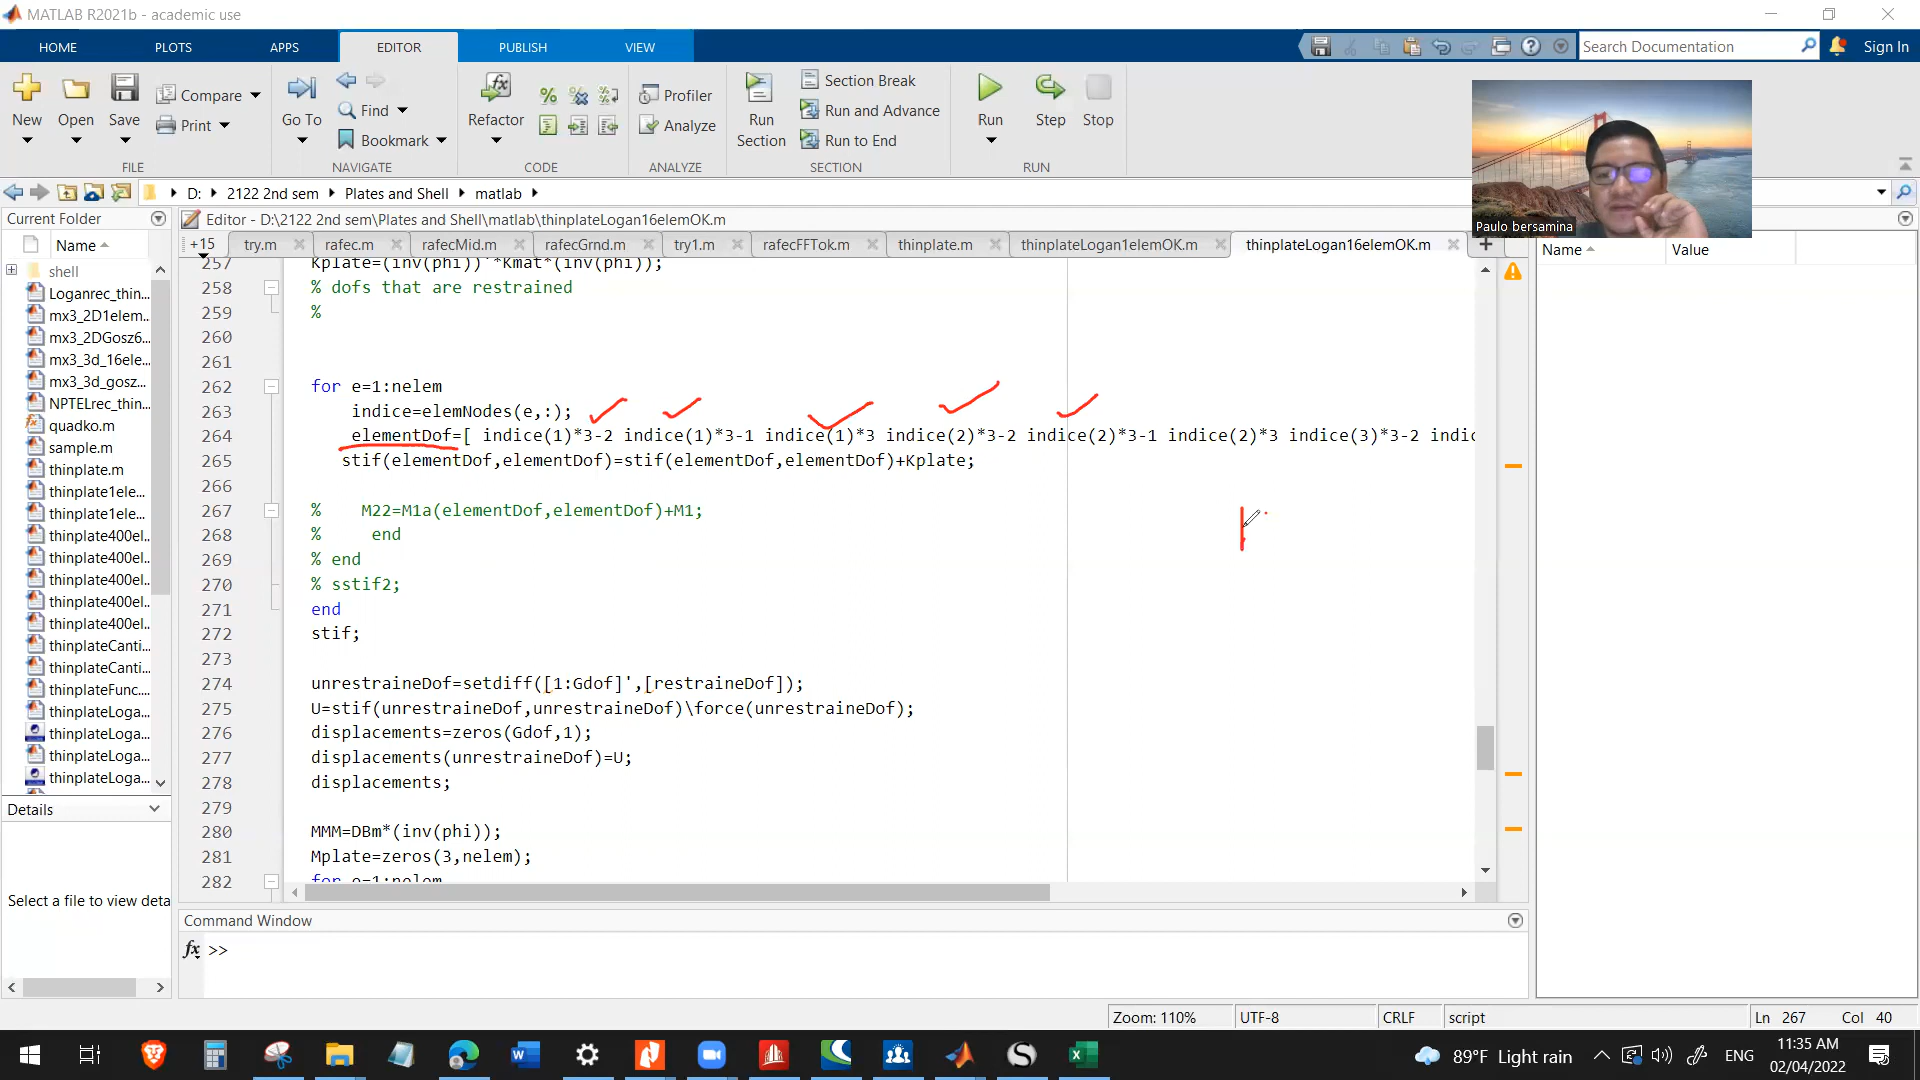 MATLAB R2021b - academic use
HOME PLOTS APPS EDITOR PUBLISH VIEW
Search Documentation
Sign In
New Open Save Compare Print
Go To Find Bookmark
Refactor
Profiler Analyze
Run Section Section Break Run and Advance Run to End
Run Step Stop
FILE NAVIGATE CODE ANALYZE SECTION RUN
D: 2122 2nd sem Plates and Shell matlab
Paulo bersamina
Current Folder
Editor - D:\2122 2nd sem\Plates and Shell\matlab\thinplateLogan16elemOK.m
+15 try.m rafec.m rafecMid.m rafecGrnd.m try1.m rafecFFTok.m thinplate.m thinplateLogan1elemOK.m thinplateLogan16elemOK.m
Name Value
Name
shell
Loganrec_thin...
mx3_2D1elem...
mx3_2DGosz6...
mx3_3d_16ele...
mx3_3d_gosz...
NPTELrec_thin...
quadko.m
sample.m
thinplate.m
thinplate1ele...
thinplate1ele...
thinplate400el...
thinplate400el...
thinplate400el...
thinplate400el...
thinplate400el...
thinplateCanti...
thinplateCanti...
thinplateFunc...
thinplateLoga...
thinplateLoga...
thinplateLoga...
thinplateLoga...
Details
Select a file to view deta
257 Kplate=(inv(phi))'*Kmat*(inv(phi));
258 % dofs that are restrained
259 %
260
261
262 for e=1:nelem
263 indice=elemNodes(e,:);
264 elementDof=[ indice(1)*3-2 indice(1)*3-1 indice(1)*3 indice(2)*3-2 indice(2)*3-1 indice(2)*3 indice(3)*3-2 indic
265 stif(elementDof,elementDof)=stif(elementDof,elementDof)+Kplate;
266
267 % M22=M1a(elementDof,elementDof)+M1;
268 % end
269 % end
270 % sstif2;
271 end
272 stif;
273
274 unrestraineDof=setdiff([1:Gdof]',[restraineDof]);
275 U=stif(unrestraineDof,unrestraineDof)\force(unrestraineDof);
276 displacements=zeros(Gdof,1);
277 displacements(unrestraineDof)=U;
278 displacements;
279
280 MMM=DBm*(inv(phi));
281 Mplate=zeros(3,nelem);
282 for e=1:nelem
Command Window
fx >>
Zoom: 110% UTF-8 CRLF script Ln 267 Col 40
89°F Light rain ENG 11:35 AM
02/04/2022